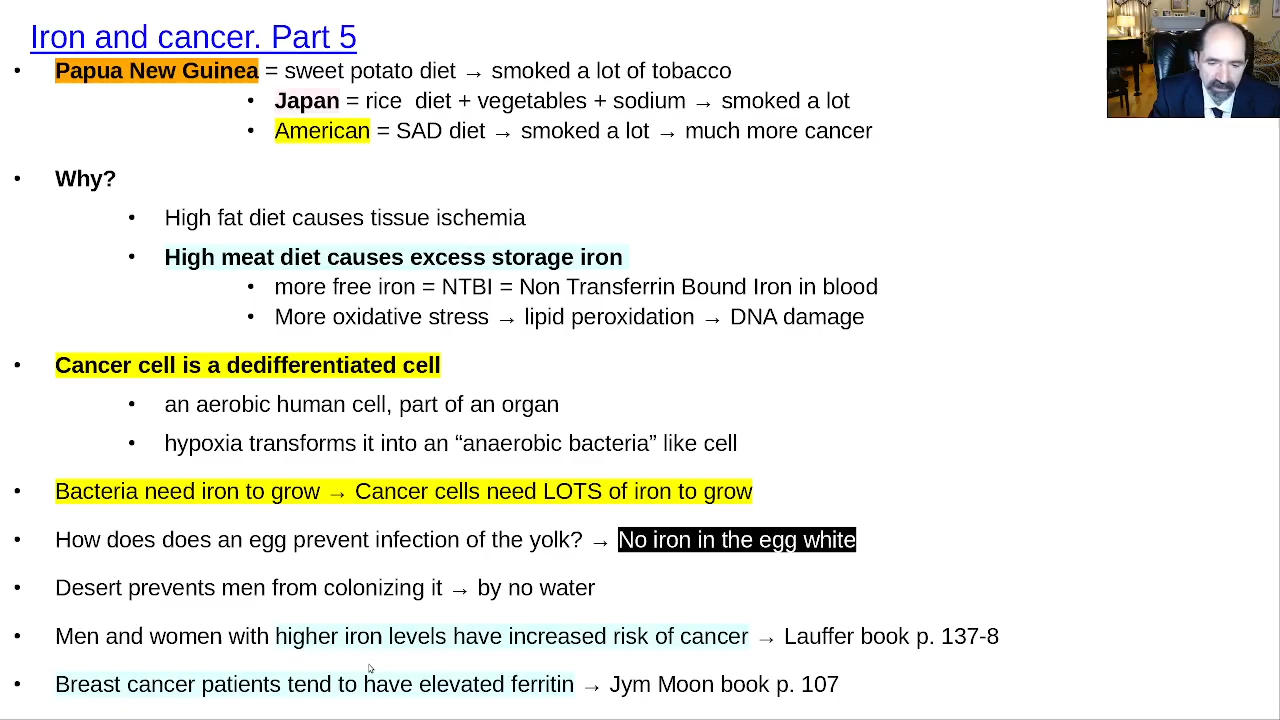 Iron and cancer. Part 5
• Papua New Guinea = sweet potato diet → smoked a lot of tobacco
• Japan = rice diet + vegetables + sodium → smoked a lot
• American = SAD diet → smoked a lot → much more cancer
• Why?
• High fat diet causes tissue ischemia
• High meat diet causes excess storage iron
• more free iron = NTBI = Non Transferrin Bound Iron in blood
• More oxidative stress → lipid peroxidation → DNA damage
• Cancer cell is a dedifferentiated cell
• an aerobic human cell, part of an organ
• hypoxia transforms it into an “anaerobic bacteria” like cell
• Bacteria need iron to grow → Cancer cells need LOTS of iron to grow
• How does does an egg prevent infection of the yolk? → No iron in the egg white
• Desert prevents men from colonizing it → by no water
• Men and women with higher iron levels have increased risk of cancer → Lauffer book p. 137-8
• Breast cancer patients tend to have elevated ferritin → Jym Moon book p. 107